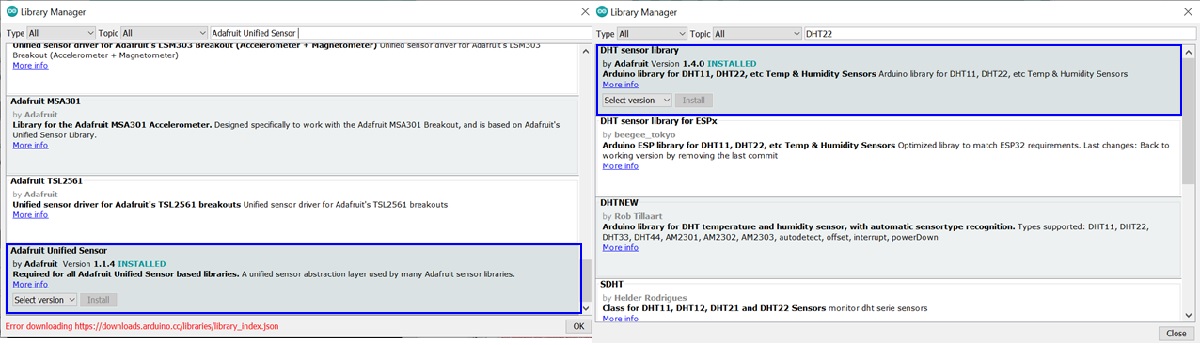 Library Manager
Type All Topic All Adafruit Unified Sensor
Unified sensor driver for Adafruit's LSM303 Breakout (Accelerometer + Magnetometer) Unified sensor driver for Adafruit's LSM303
Breakout (Accelerometer + Magnetometer)
More info
Adafruit MSA301
by Adafruit
Library for the Adafruit MSA301 Accelerometer. Designed specifically to work with the Adafruit MSA301 Breakout, and is based on Adafruit's
Unified Sensor Library.
More info
Adafruit TSL2561
by Adafruit
Unified sensor driver for Adafruit's TSL2561 breakouts Unified sensor driver for Adafruit's TSL2561 breakouts
More info
Adafruit Unified Sensor
by Adafruit Version 1.1.4 INSTALLED
Required for all Adafruit Unified Sensor based libraries. A unified sensor abstraction layer used by many Adafruit sensor libraries.
More info
Select version Install
Error downloading https://downloads.arduino.cc/libraries/library_index.json
OK
Library Manager
Type All Topic All DHT22
DHT sensor library
by Adafruit Version 1.4.0 INSTALLED
Arduino library for DHT11, DHT22, etc Temp & Humidity Sensors Arduino library for DHT11, DHT22, etc Temp & Humidity Sensors
More info
Select version Install
DHT sensor library for ESPx
by beegee_tokyo
Arduino ESP library for DHT11, DHT22, etc Temp & Humidity Sensors Optimized libray to match ESP32 requirements. Last changes: Back to
working version by removing the last commit
More info
DHTNEW
by Rob Tillaart
Arduino library for DHT temperature and humidity sensor, with automatic sensortype recognition. Types supported: DHT11, DHT22,
DHT33, DHT44, AM2301, AM2302, AM2303, autodetect, offset, interrupt, powerDown
More info
SDHT
by Helder Rodrigues
Class for DHT11, DHT12, DHT21 and DHT22 Sensors monitor dht serie sensors
More info
Close